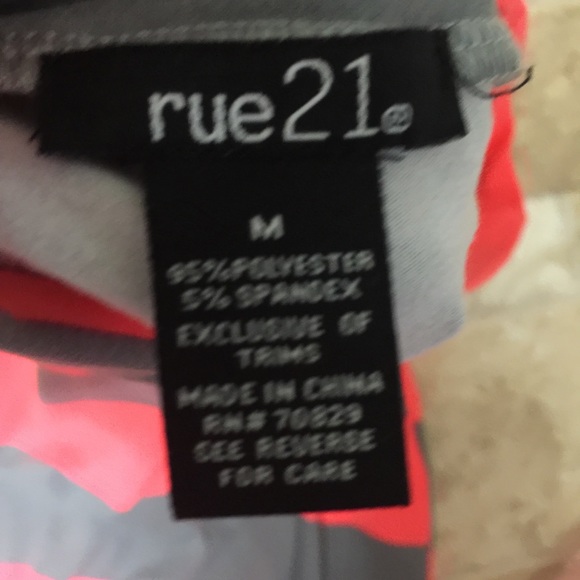 rue21®
M
95%POLYESTER
5% SPANDEX
EXCLUSIVE OF
TRIMS
MADE IN CHINA
RN# 70829
SEE REVERSE
FOR CARE